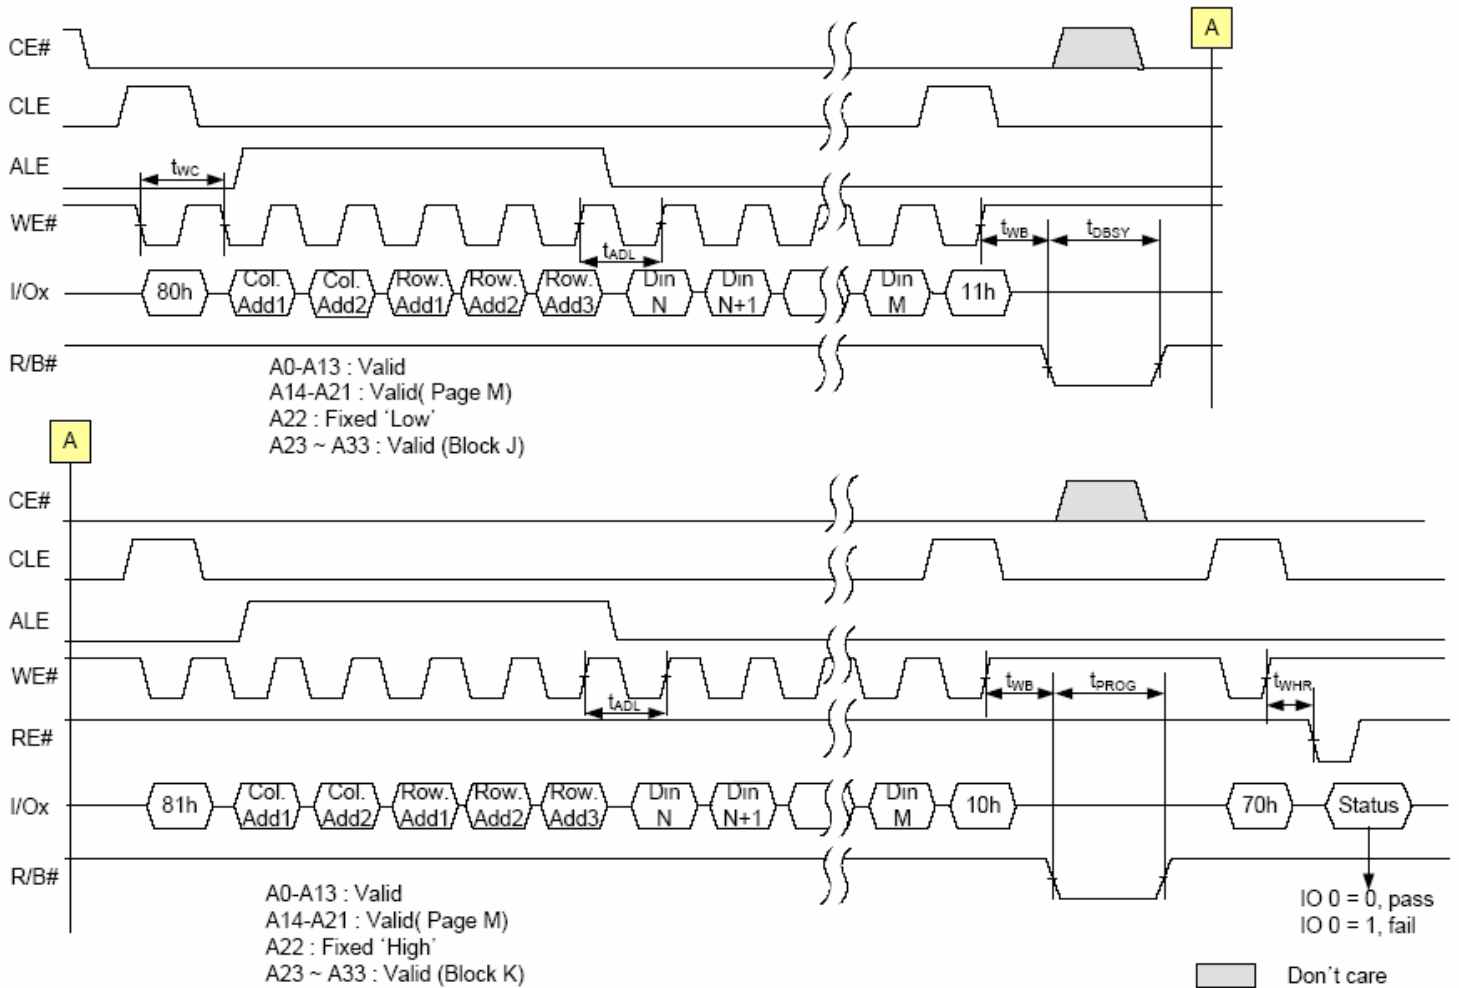 A
CE#
CLE
ALE
tWC
WE#
tADL
tWB
tDBSY
I/Ox
80h
Col. Add1
Col. Add2
Row. Add1
Row. Add2
Row. Add3
Din N
Din N+1
Din M
11h
R/B#
A0-A13 : Valid
A14-A21 : Valid( Page M)
A22 : Fixed ‘Low’
A23 ~ A33 : Valid (Block J)
A
CE#
CLE
ALE
WE#
tADL
tWB
tPROG
tWHR
RE#
I/Ox
81h
Col. Add1
Col. Add2
Row. Add1
Row. Add2
Row. Add3
Din N
Din N+1
Din M
10h
70h
Status
R/B#
A0-A13 : Valid
A14-A21 : Valid( Page M)
A22 : Fixed ‘High’
A23 ~ A33 : Valid (Block K)
IO 0 = 0, pass
IO 0 = 1, fail
Don´t care